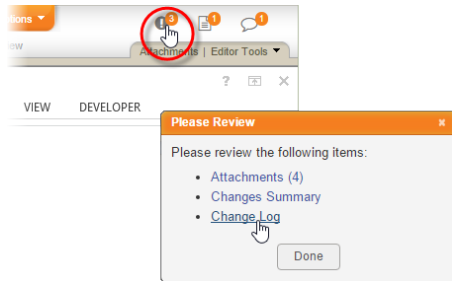 tions ▼
3
1
1
ew
Attachments | Editor Tools ▼
?
VIEW DEVELOPER
Please Review
Please review the following items:
• Attachments (4)
• Changes Summary
• Change Log
Done